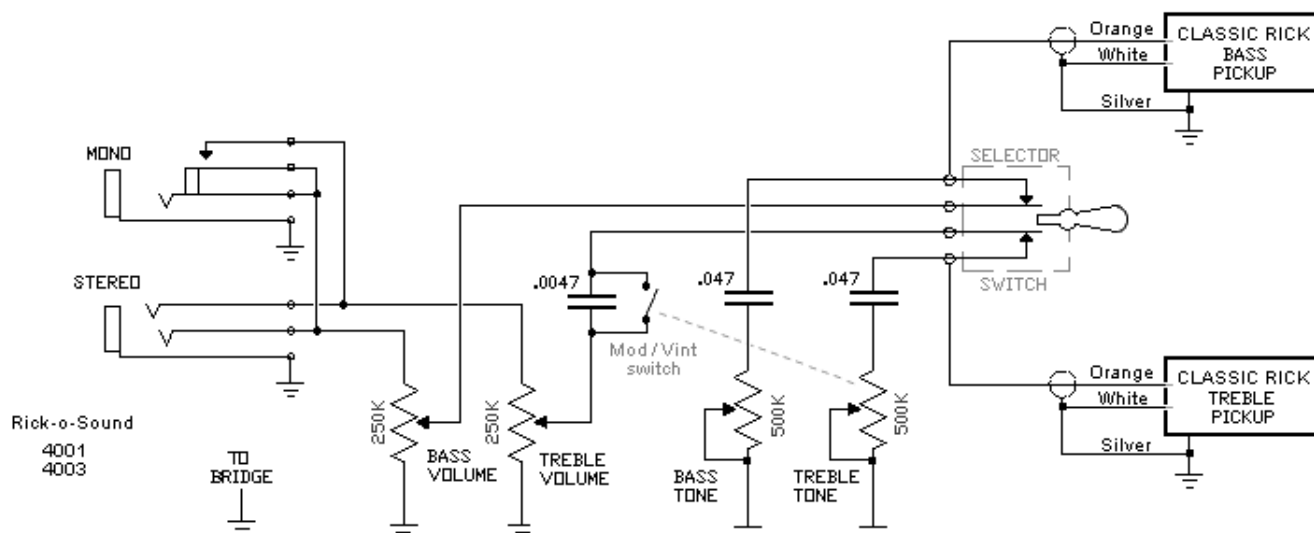 Orange
White
Silver
CLASSIC RICK
BASS
PICKUP
MONO
SELECTOR
STEREO
.0047
.047
.047
SWITCH
Mod / Vint
switch
250K
250K
500K
500K
Orange
White
Silver
CLASSIC RICK
TREBLE
PICKUP
Rick-o-Sound
4001
4003
TO
BRIDGE
BASS
VOLUME
TREBLE
VOLUME
BASS
TONE
TREBLE
TONE